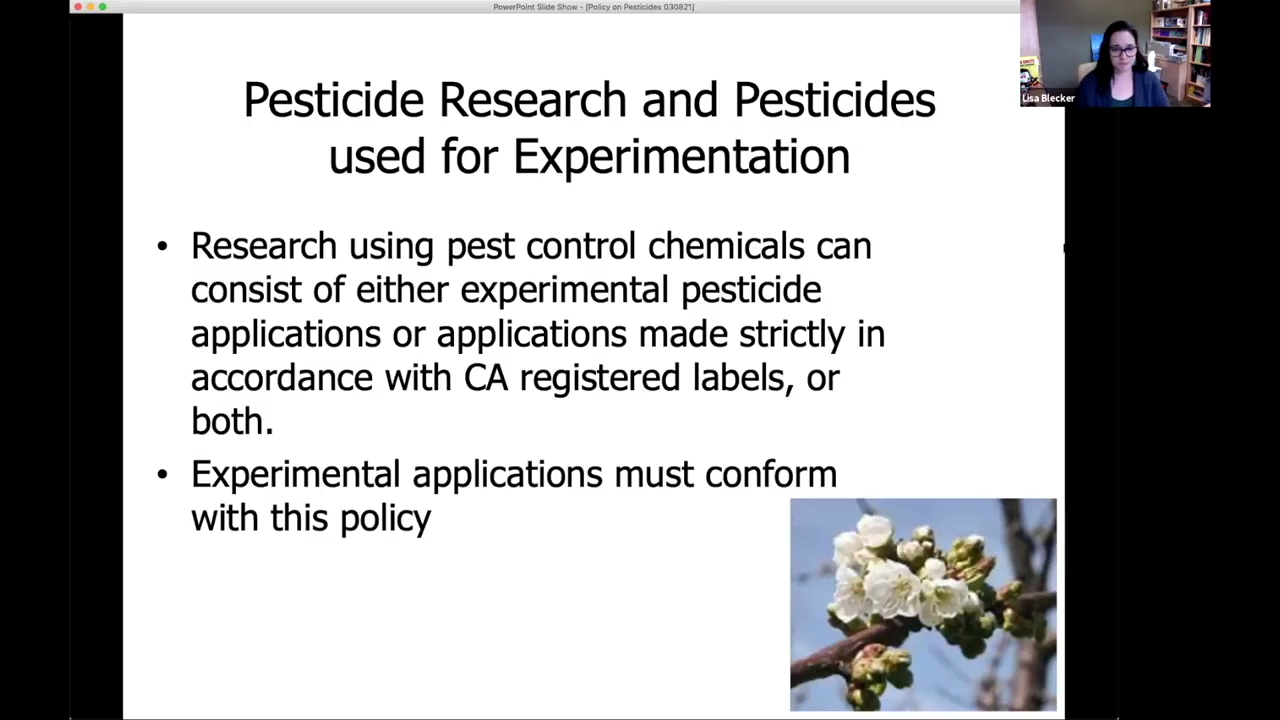 PowerPoint Slide Show - [Policy on Pesticides 030821]
Lisa Blecker
Pesticide Research and Pesticides
used for Experimentation
• Research using pest control chemicals can
consist of either experimental pesticide
applications or applications made strictly in
accordance with CA registered labels, or
both.
• Experimental applications must conform
with this policy